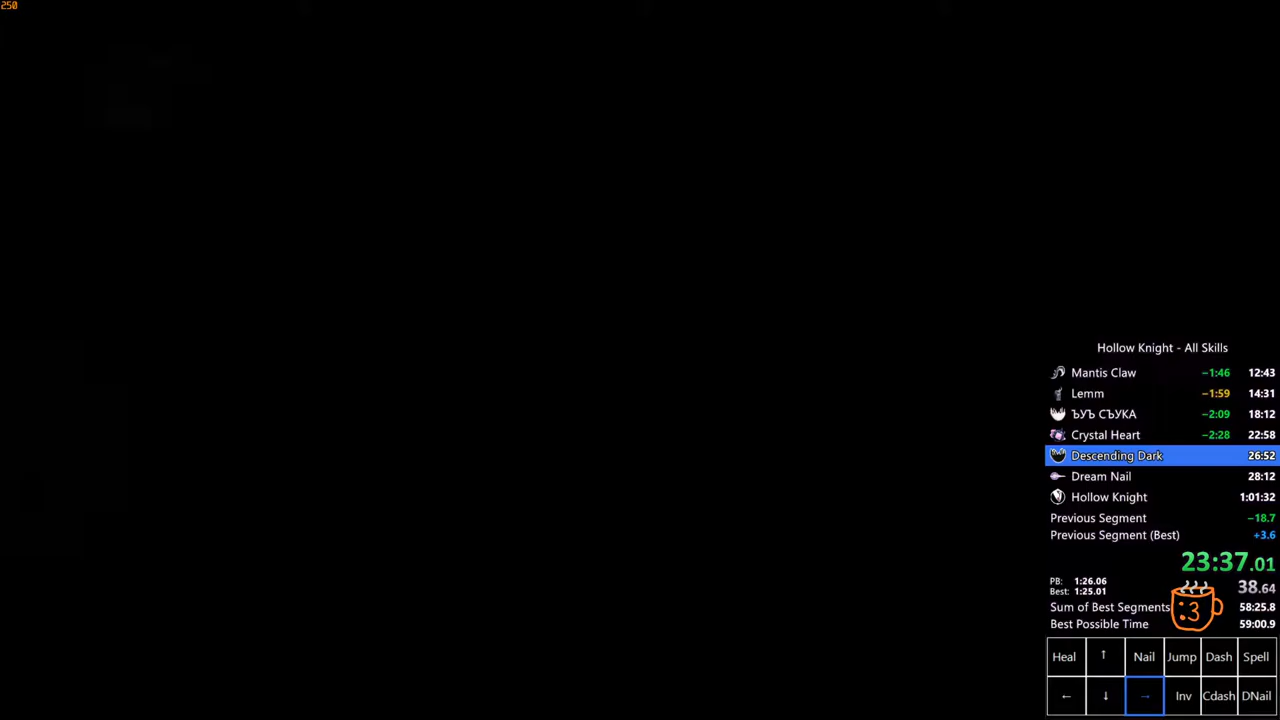 250
Hollow Knight - All Skills
Mantis Claw −1:46 12:43
Lemm −1:59 14:31
ЪУЪ СЪУКА −2:09 18:12
Crystal Heart −2:28 22:58
Descending Dark 26:52
Dream Nail 28:12
Hollow Knight 1:01:32
Previous Segment −18.7
Previous Segment (Best) +3.6
23:37.01
PB: 1:26.06 38.64
Best: 1:25.01
:3
Sum of Best Segments 58:25.8
Best Possible Time 59:00.9
Heal ↑ Nail Jump Dash Spell
← ↓ → Inv Cdash DNail